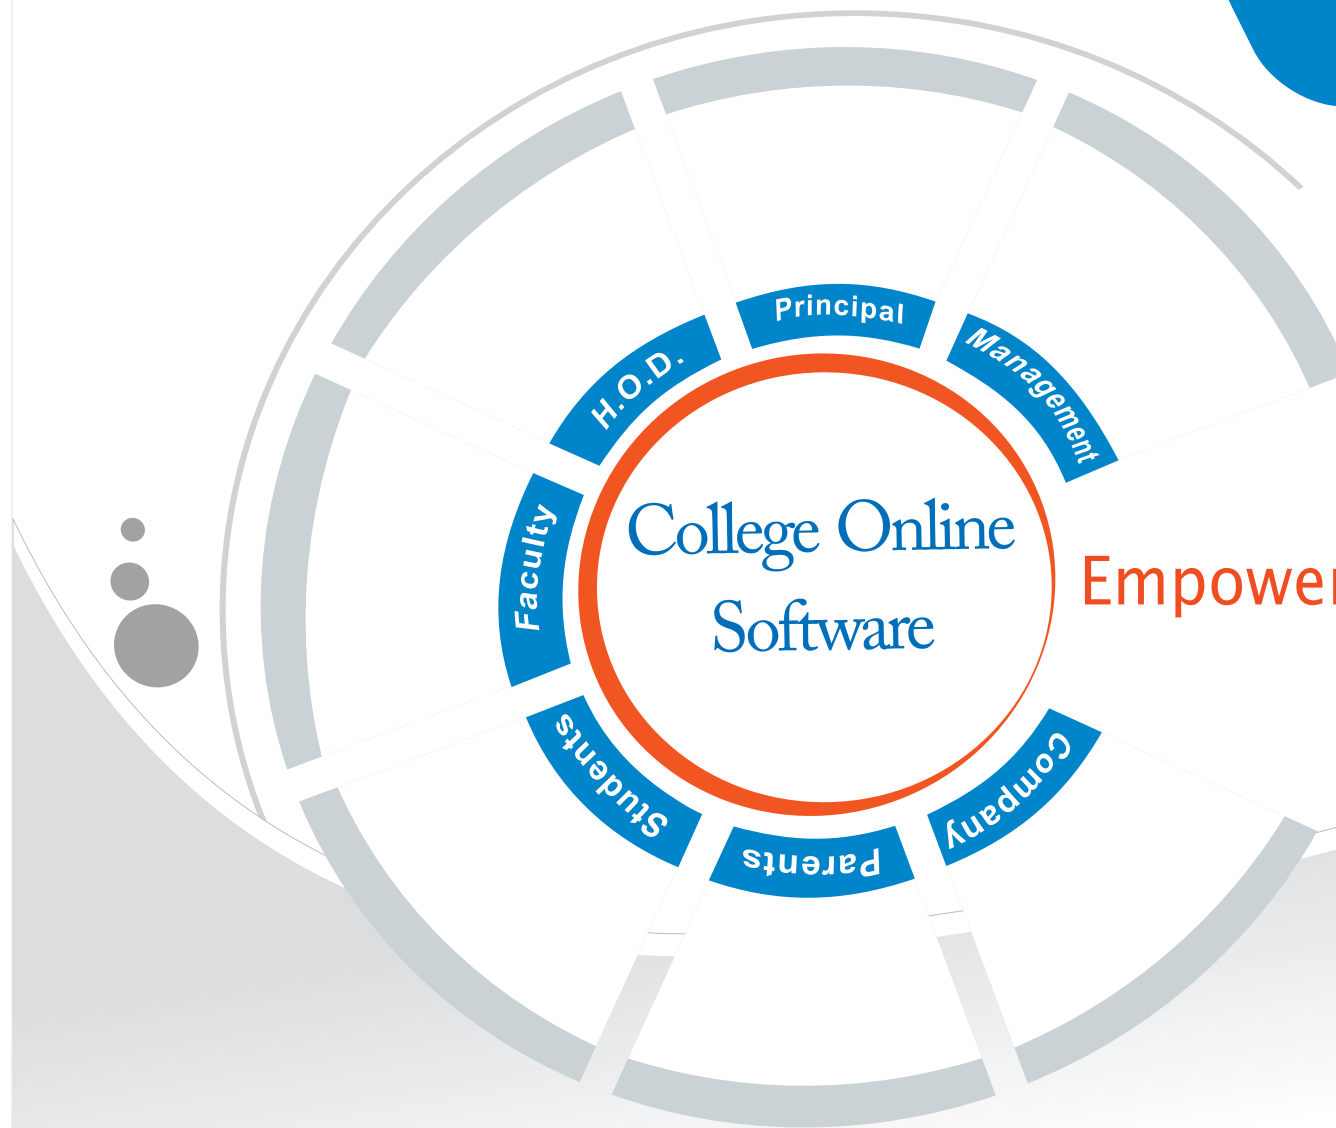 Principal
Management
H.O.D.
Faculty
College Online
Software
Empower
Students
Company
Parents